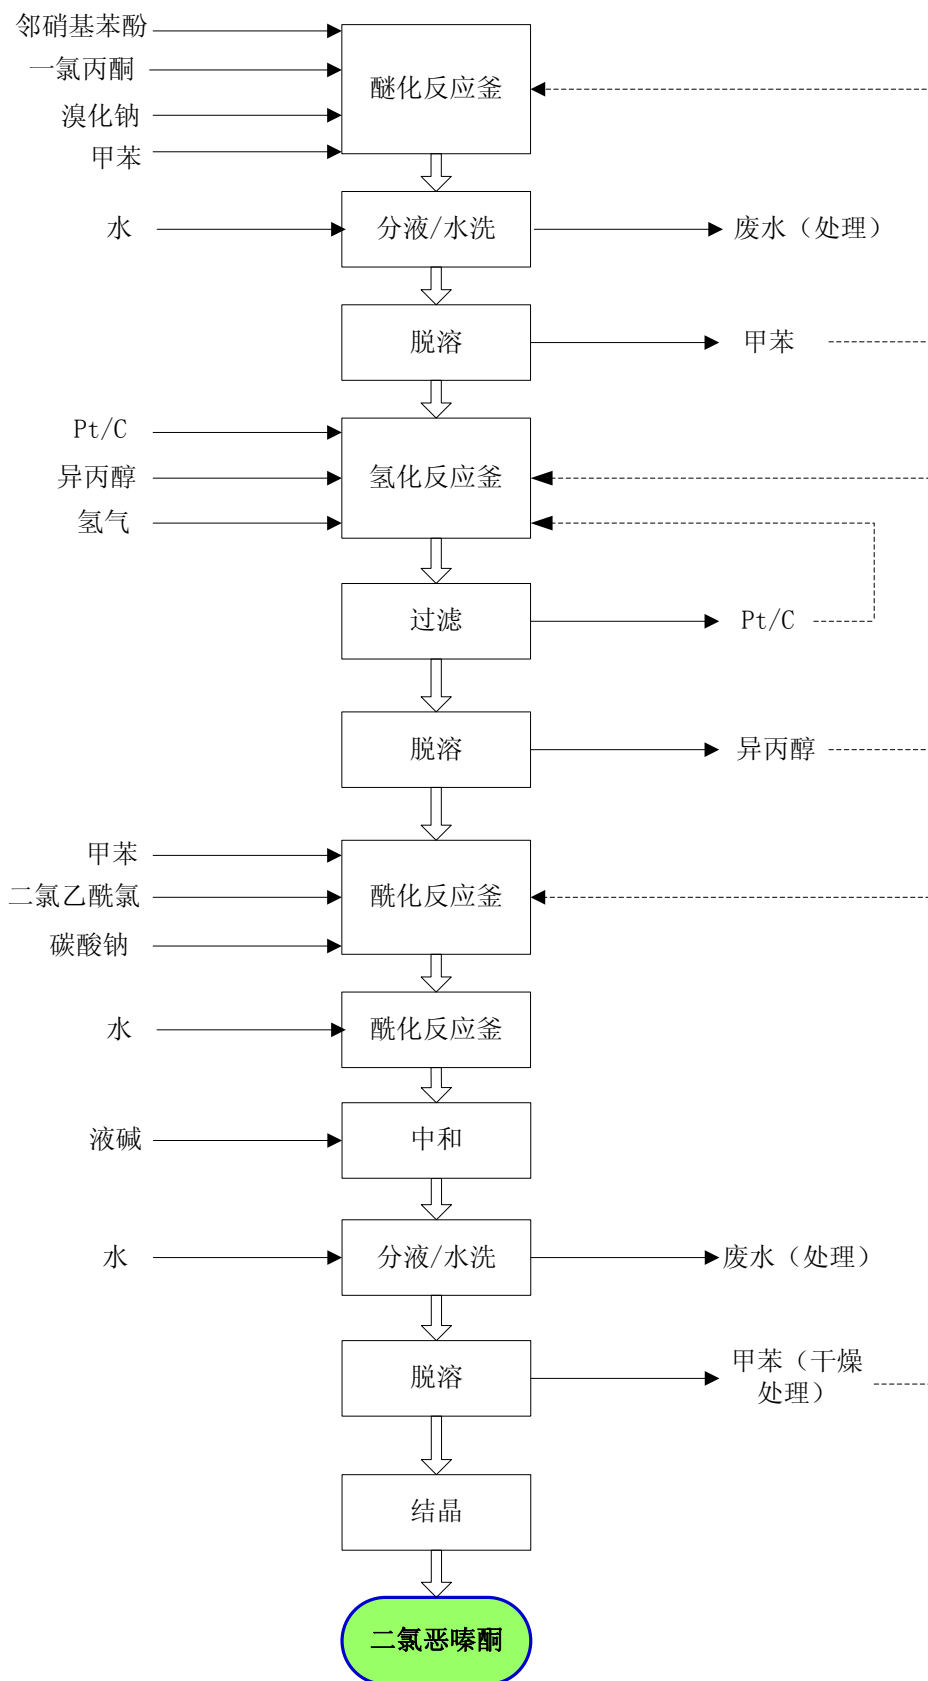 邻硝基苯酚
一氯丙酮
溴化钠
甲苯
醚化反应釜
水
分液/水洗
废水（处理）
脱溶
甲苯
Pt/C
异丙醇
氢气
氢化反应釜
过滤
Pt/C
脱溶
异丙醇
甲苯
二氯乙酰氯
碳酸钠
酰化反应釜
水
酰化反应釜
液碱
中和
水
分液/水洗
废水（处理）
脱溶
甲苯（干燥
处理）
结晶
二氯恶嗪酮